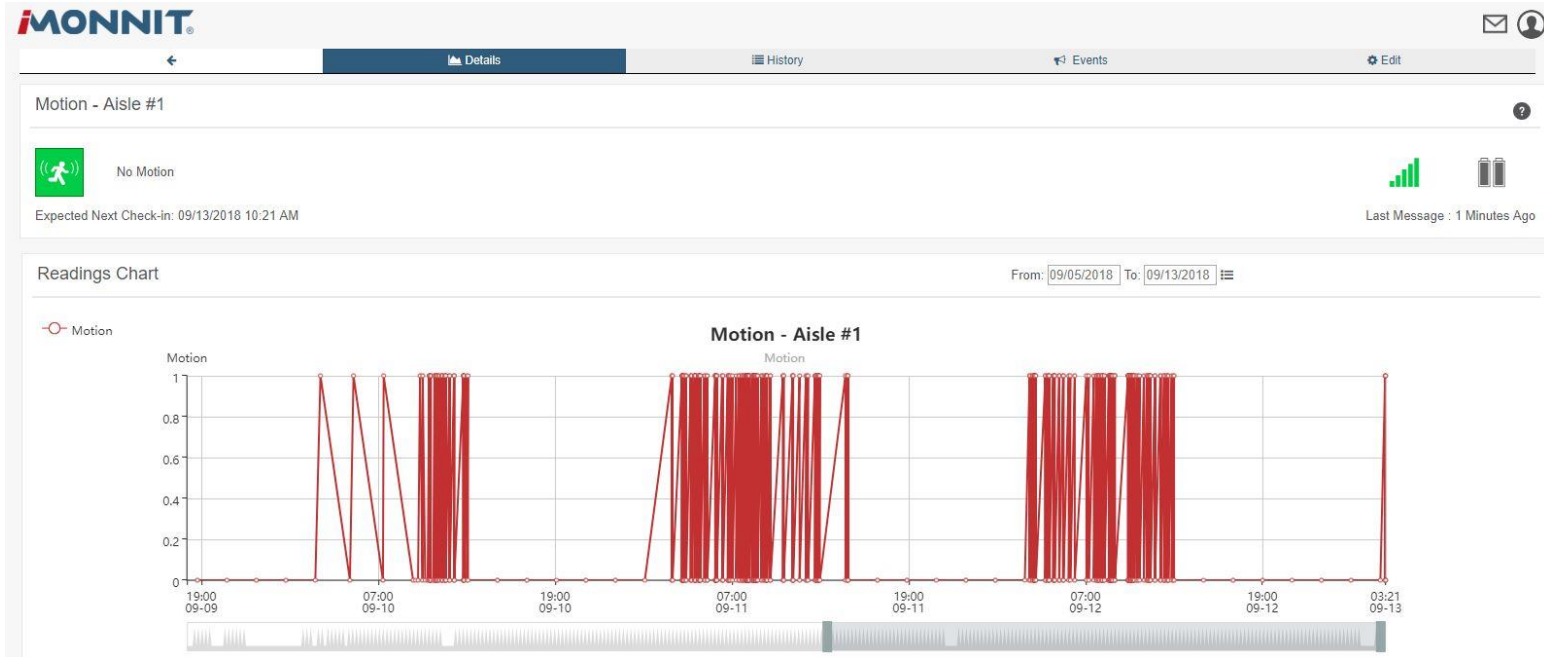 iMONNIT®
Details
History
Events
Edit
Motion - Aisle #1
?
No Motion
Expected Next Check-in: 09/13/2018 10:21 AM
Last Message : 1 Minutes Ago
Readings Chart
From: 09/05/2018 To: 09/13/2018
Motion
Motion - Aisle #1
Motion
Motion
1
0.8
0.6
0.4
0.2
0
19:00 07:00 19:00 07:00 19:00 07:00 19:00 03:21
09-09 09-10 09-10 09-11 09-11 09-12 09-12 09-13